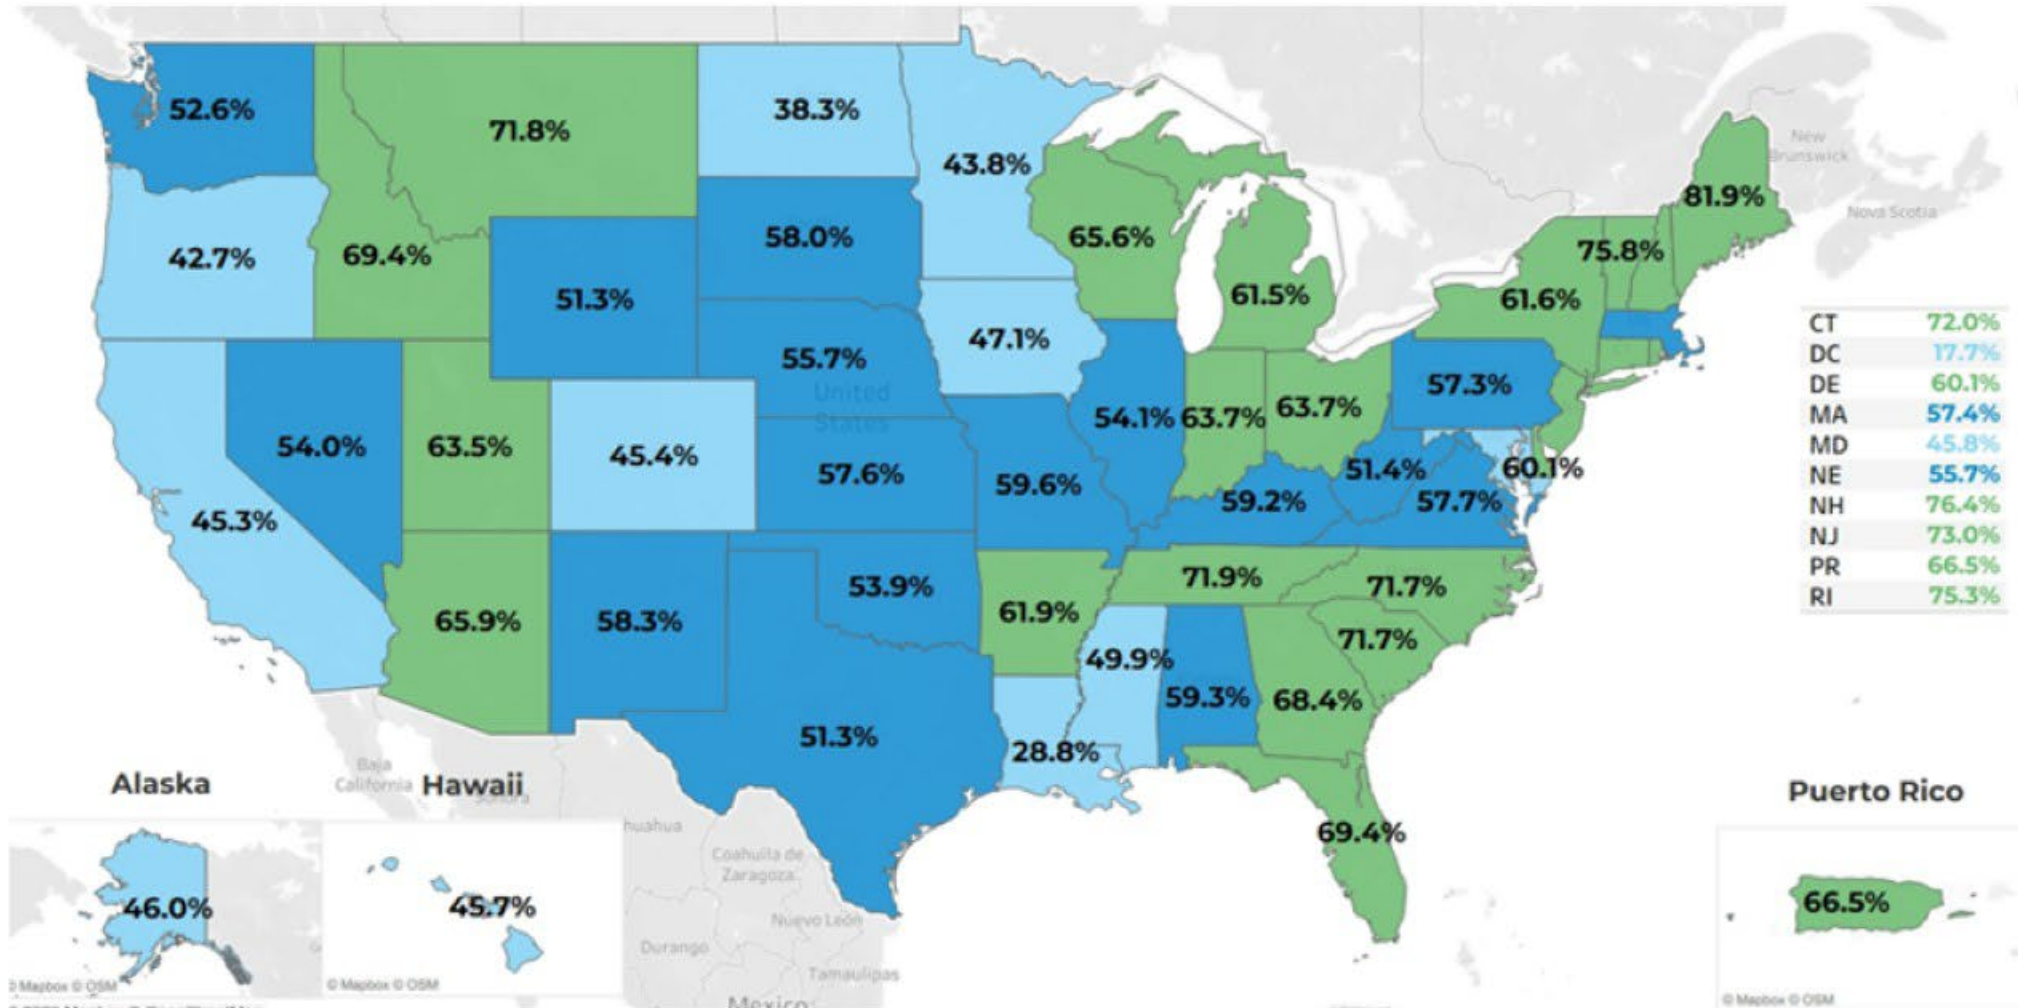 New
Brunswick
Nova Scotia
52.6%
71.8%
38.3%
43.8%
81.9%
42.7%
69.4%
58.0%
65.6%
75.8%
51.3%
61.5%
61.6%
47.1%
55.7%
United
States
57.3%
54.0%
63.5%
45.4%
57.6%
59.6%
54.1%
63.7%
63.7%
51.4%
60.1%
45.3%
59.2%
57.7%
65.9%
58.3%
53.9%
61.9%
71.9%
71.7%
71.7%
49.9%
59.3%
68.4%
51.3%
28.8%
69.4%
CT 72.0%
DC 17.7%
DE 60.1%
MA 57.4%
MD 45.8%
NE 55.7%
NH 76.4%
NJ 73.0%
PR 66.5%
RI 75.3%
Baja
California
Sonora
huahua
Coahuila de
Zaragoza
Nuevo León
Durango
Tamaulipas
Mexico
Alaska
46.0%
© Mapbox © OSM
Hawaii
45.7%
© Mapbox © OSM
Puerto Rico
66.5%
© Mapbox © OSM